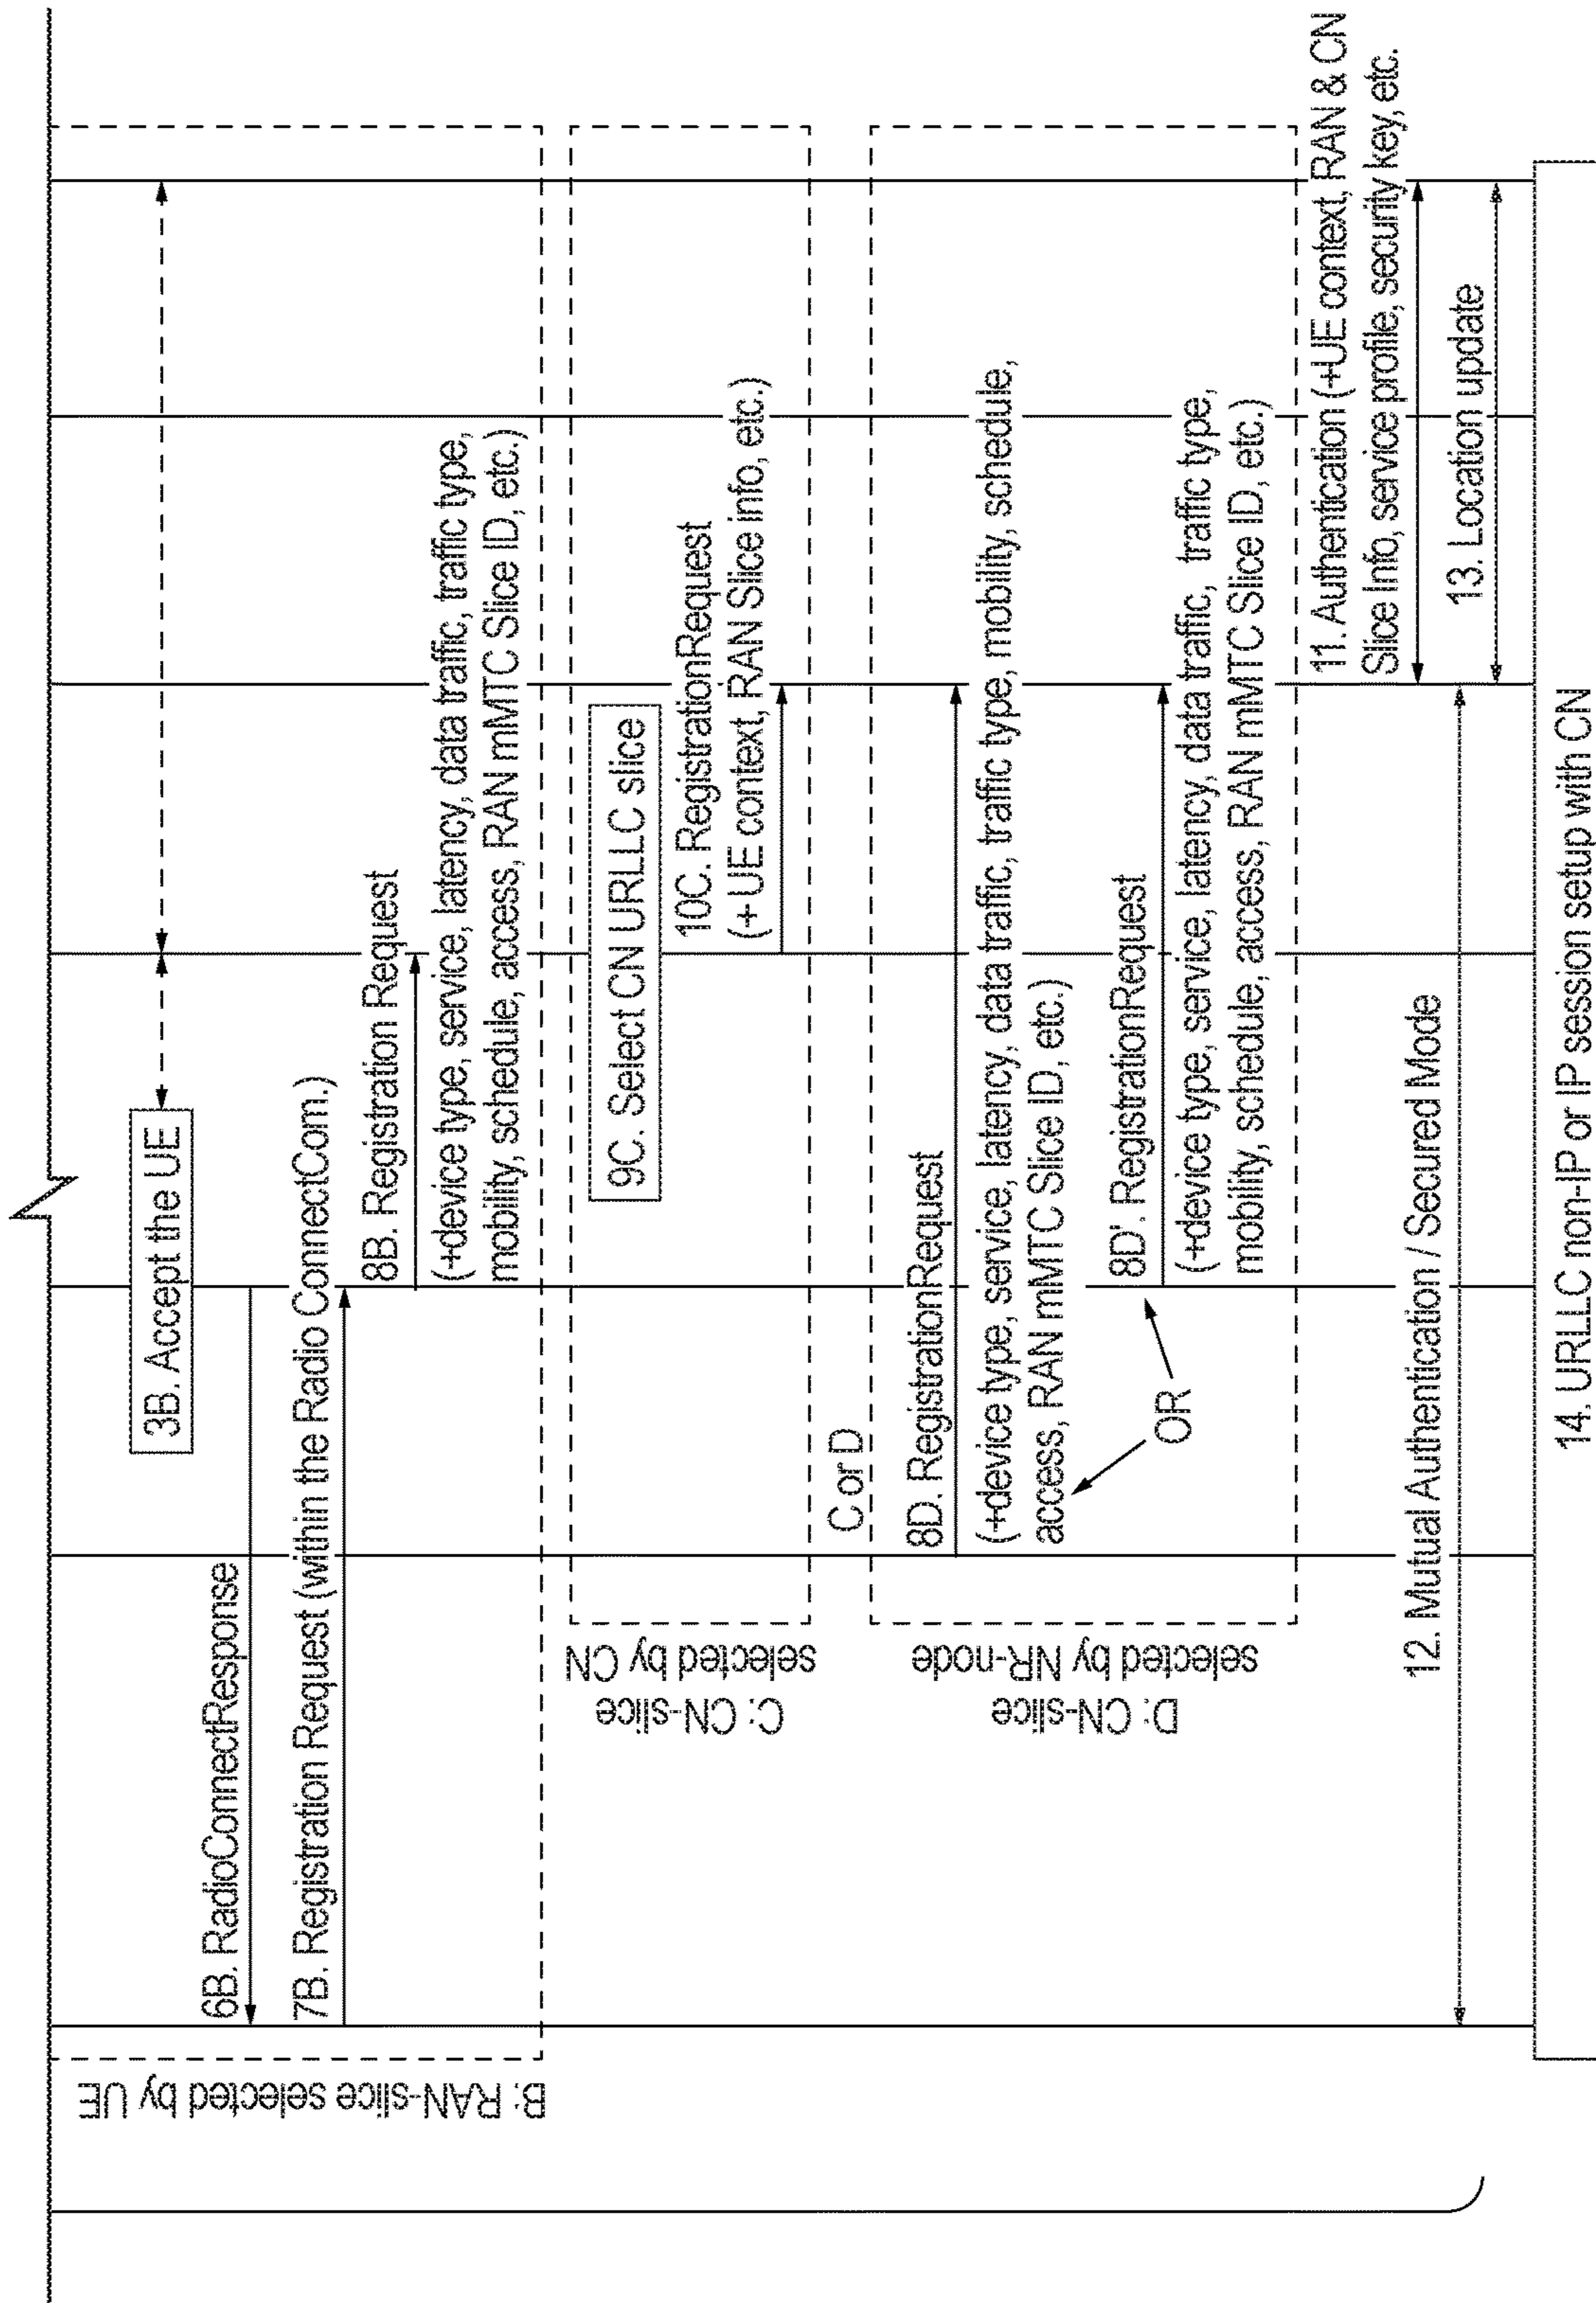 3B. Accept the UE
6B. RadioConnectResponse
7B. Registration Request (within the Radio ConnectCom.)
8B. Registration Request
(+device type, service, latency, data traffic, traffic type,
mobility, schedule, access, RAN mMTC Slice ID, etc.)
B: RAN-slice selected by UE
9C. Select CN URLLC slice
10C. RegistrationRequest
(+ UE context, RAN Slice info, etc.)
C: CN-slice
selected by CN
C or D
8D. RegistrationRequest
(+device type, service, latency, data traffic, traffic type, mobility, schedule,
access, RAN mMTC Slice ID, etc.)
OR
8D'. RegistrationRequest
(+device type, service, latency, data traffic, traffic type,
mobility, schedule, access, RAN mMTC Slice ID, etc.)
D: CN-slice
selected by NR-node
11. Authentication (+UE context, RAN & CN
Slice Info, service profile, security key, etc.
12. Mutual Authentication / Secured Mode
13. Location update
14. URLLC non-IP or IP session setup with CN